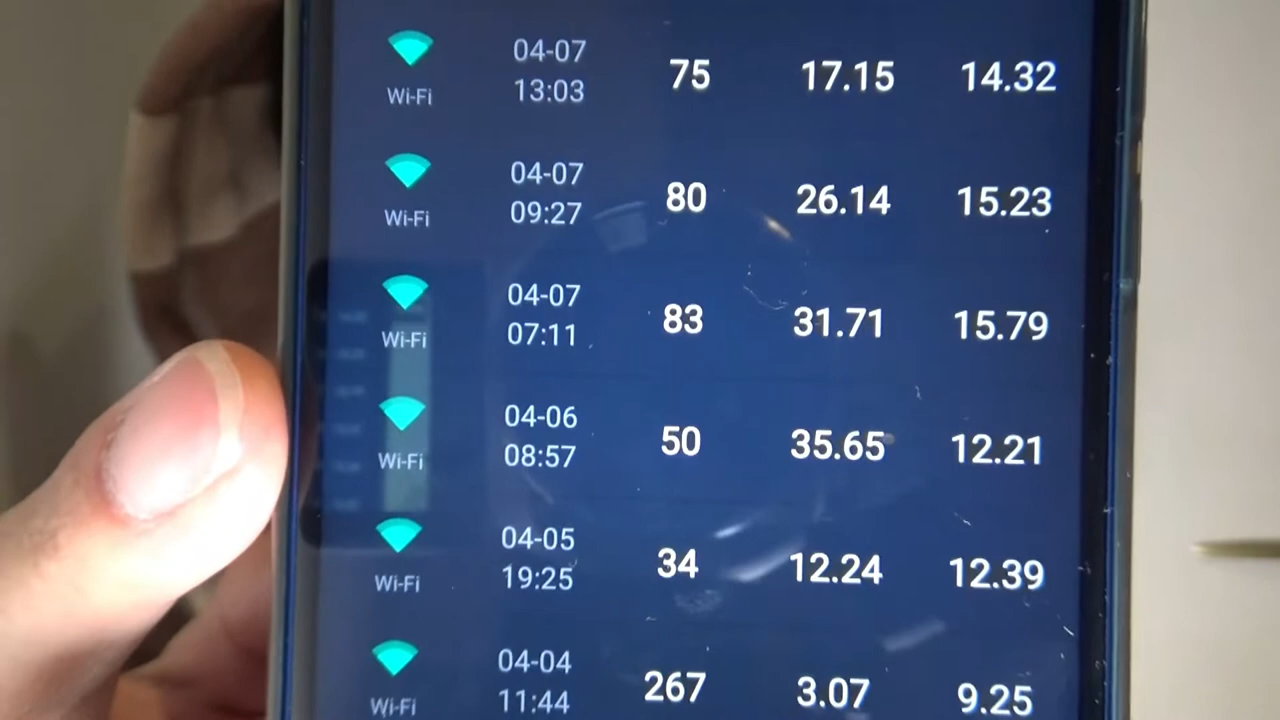 04-07
75 17.15 14.32
Wi-Fi 13:03
04-07
80 26.14 15.23
Wi-Fi 09:27
04-07
83 31.71 15.79
Wi-Fi 07:11
04-06
50 35.65 12.21
Wi-Fi 08:57
04-05
34 12.24 12.39
Wi-Fi 19:25
04-04
267 3.07 9.25
Wi-Fi 11:44